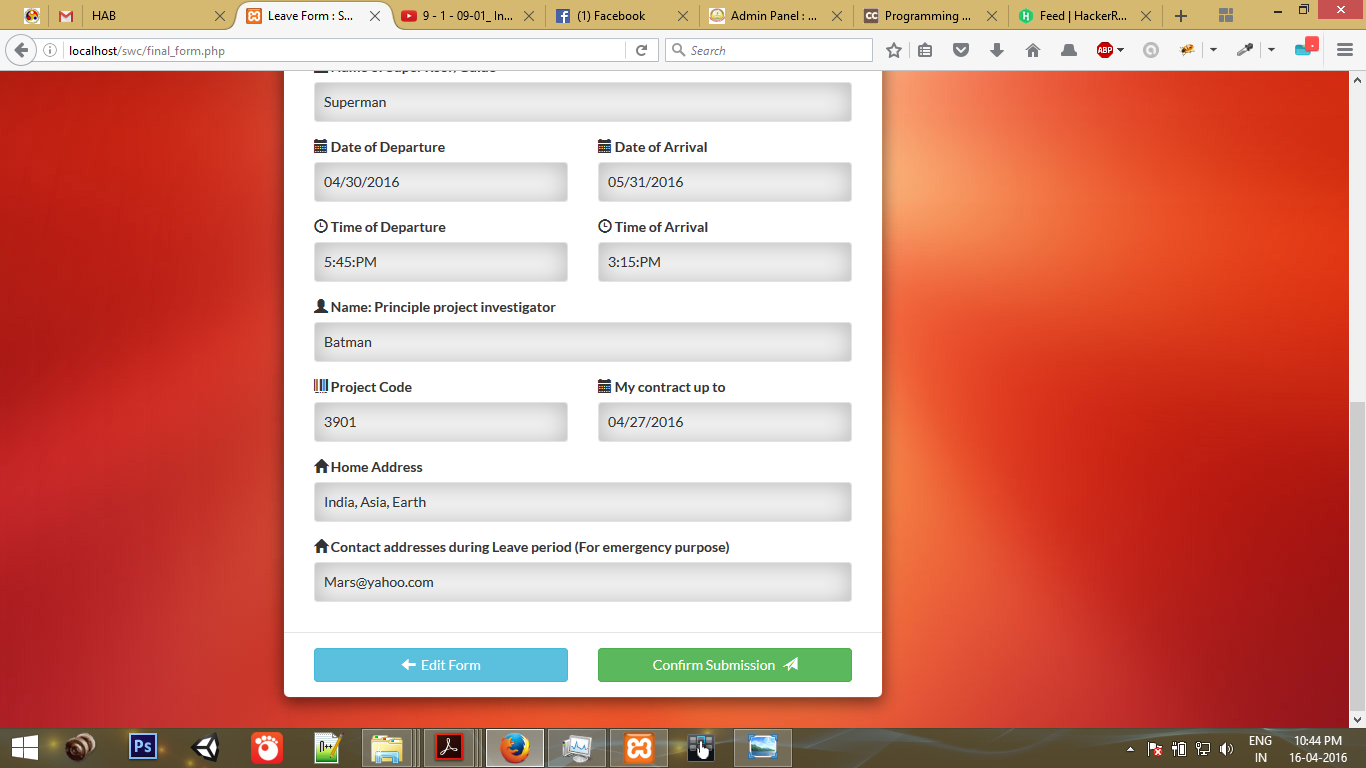 HAB
Leave Form : S...
9 - 1 - 09-01_ In...
(1) Facebook
Admin Panel : ...
Programming ...
Feed | HackerR...
localhost/swc/final_form.php
Search
ABP
Superman
Date of Departure
Date of Arrival
04/30/2016
05/31/2016
Time of Departure
Time of Arrival
5:45:PM
3:15:PM
Name: Principle project investigator
Batman
Project Code
My contract up to
3901
04/27/2016
Home Address
India, Asia, Earth
Contact addresses during Leave period (For emergency purpose)
Mars@yahoo.com
Edit Form
Confirm Submission
Ps
ENG
10:44 PM
IN
16-04-2016